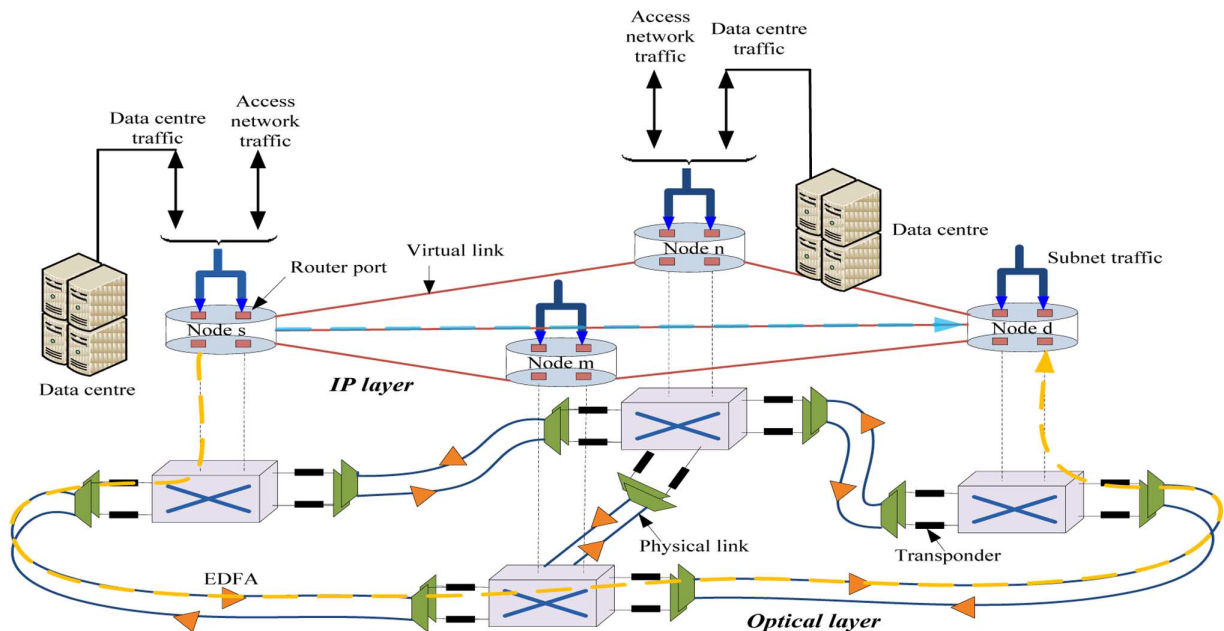 Access
network
traffic
Data centre
traffic
Data centre
traffic
Access
network
traffic
Node n
Data centre
Virtual link
Router port
Subnet traffic
Node s
Node d
Node m
Data centre
IP layer
Physical link
Transponder
EDFA
Optical layer